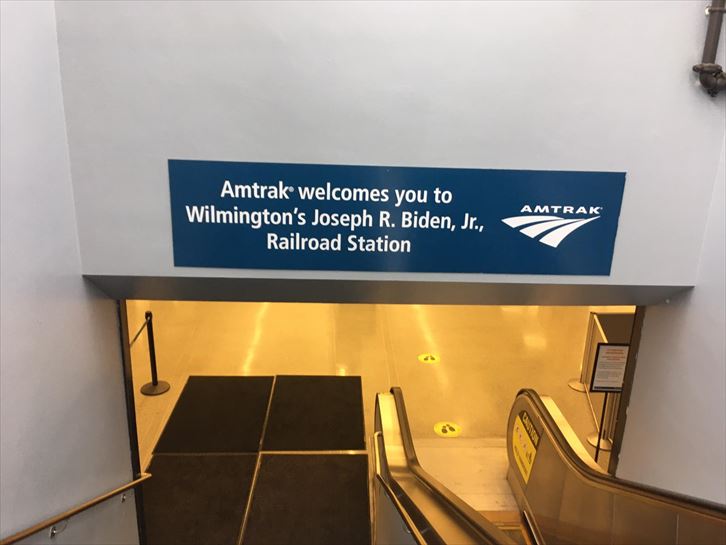 Amtrak® welcomes you to
Wilmington's Joseph R. Biden, Jr.,
Railroad Station
AMTRAK
CAUTION